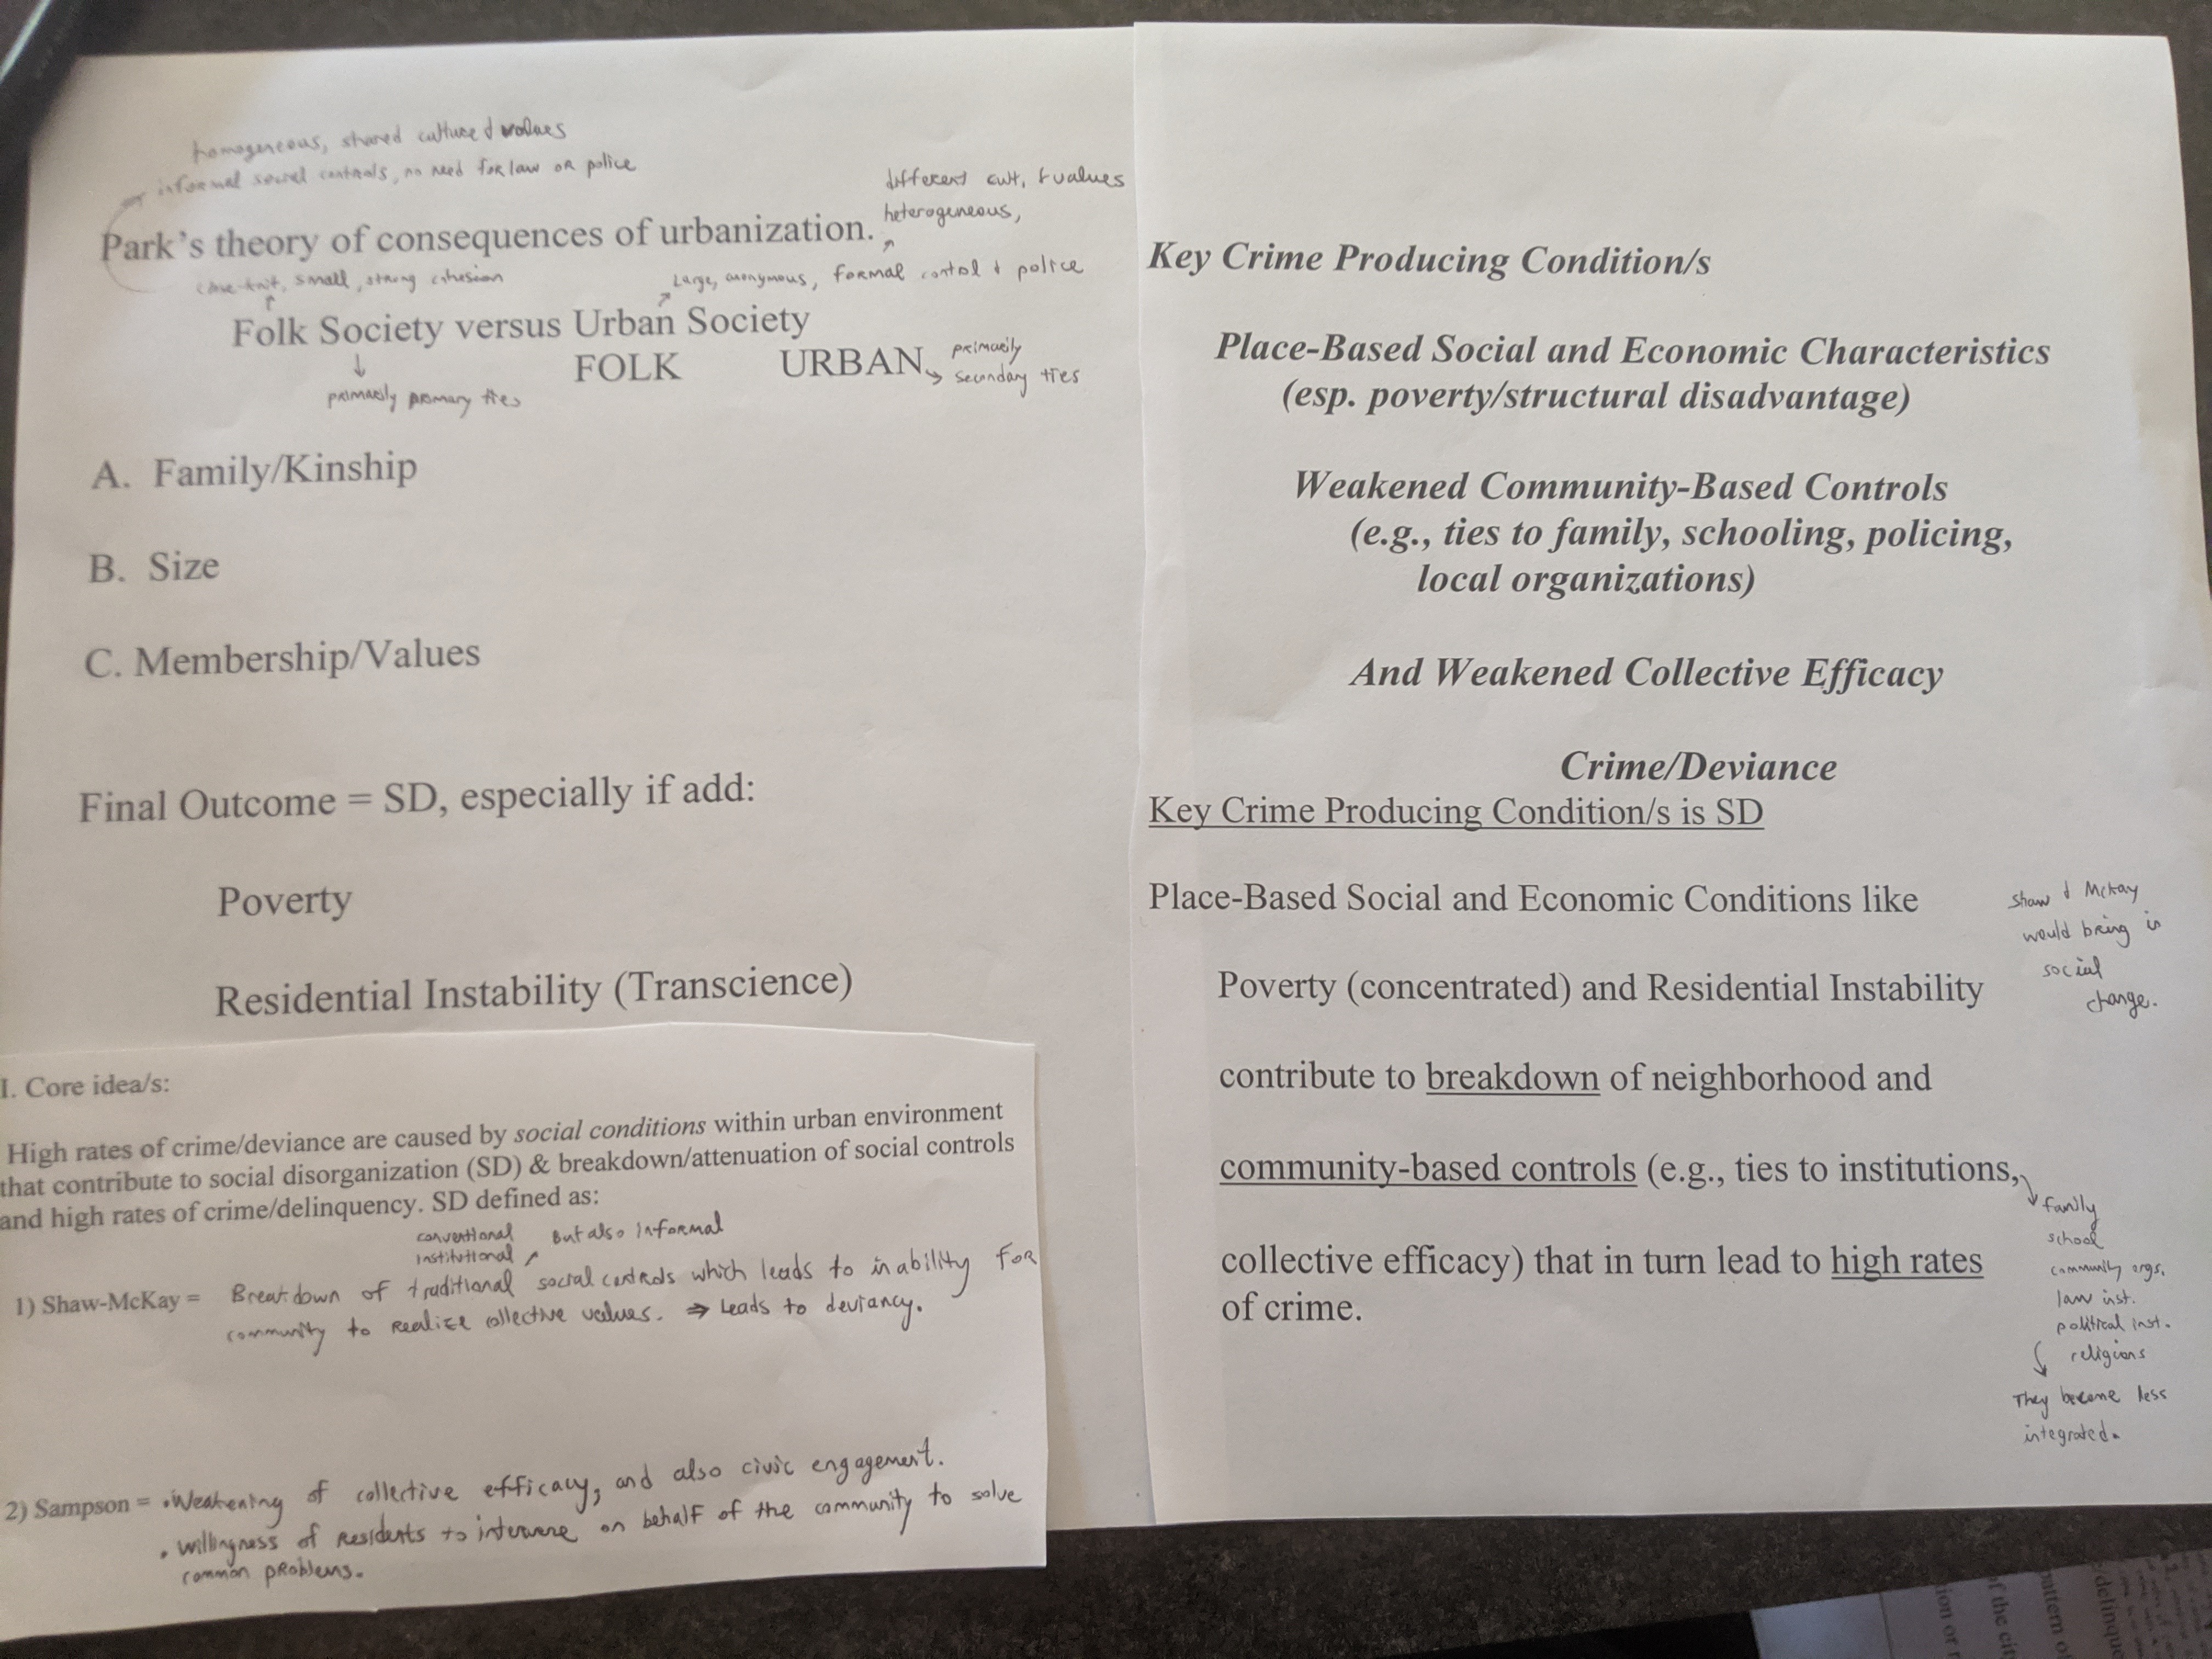 homogeneous, shared culture & values
informal social controls, no need for law or police
different cult. & values
heterogeneous,
Park's theory of consequences of urbanization.
close-knit, small, strong cohesion
Large, anonymous, formal control & police
Folk Society versus Urban Society
FOLK URBAN
primarily
secondary ties
primarily primary ties
A. Family/Kinship
B. Size
C. Membership/Values
Final Outcome = SD, especially if add:
Poverty
Residential Instability (Transcience)
I. Core idea/s:
High rates of crime/deviance are caused by social conditions within urban environment
that contribute to social disorganization (SD) & breakdown/attenuation of social controls
and high rates of crime/delinquency. SD defined as:
conventional
institutional
But also informal
1) Shaw-McKay = Breakdown of traditional social controls which leads to inability for
community to realize collective values. ⇒ Leads to deviancy.
2) Sampson = • Weakening of collective efficacy, and also civic engagement.
• willingness of residents to intervene on behalf of the community to solve
common problems.
Key Crime Producing Condition/s
Place-Based Social and Economic Characteristics
(esp. poverty/structural disadvantage)
Weakened Community-Based Controls
(e.g., ties to family, schooling, policing,
local organizations)
And Weakened Collective Efficacy
Crime/Deviance
Key Crime Producing Condition/s is SD
Place-Based Social and Economic Conditions like
Poverty (concentrated) and Residential Instability
contribute to breakdown of neighborhood and
community-based controls (e.g., ties to institutions,
collective efficacy) that in turn lead to high rates
of crime.
Shaw & McKay
would bring in
social
change.
family
school
community orgs.
law inst.
political inst.
religions
They become less
integrated.
ion or
f the cit
pattern o
delinque